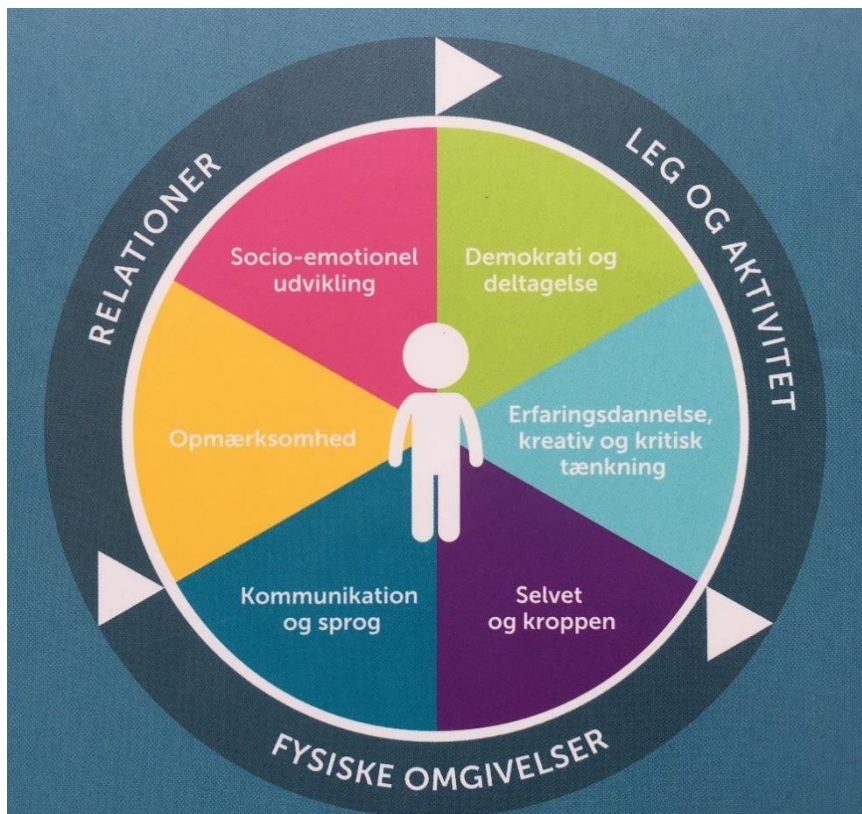 RELATIONER
LEG OG AKTIVITET
Socio-emotionel
udvikling
Demokrati og
deltagelse
Opmærksomhed
Erfaringsdannelse,
kreativ og kritisk
tænkning
Kommunikation
og sprog
Selvet
og kroppen
FYSISKE OMGIVELSER